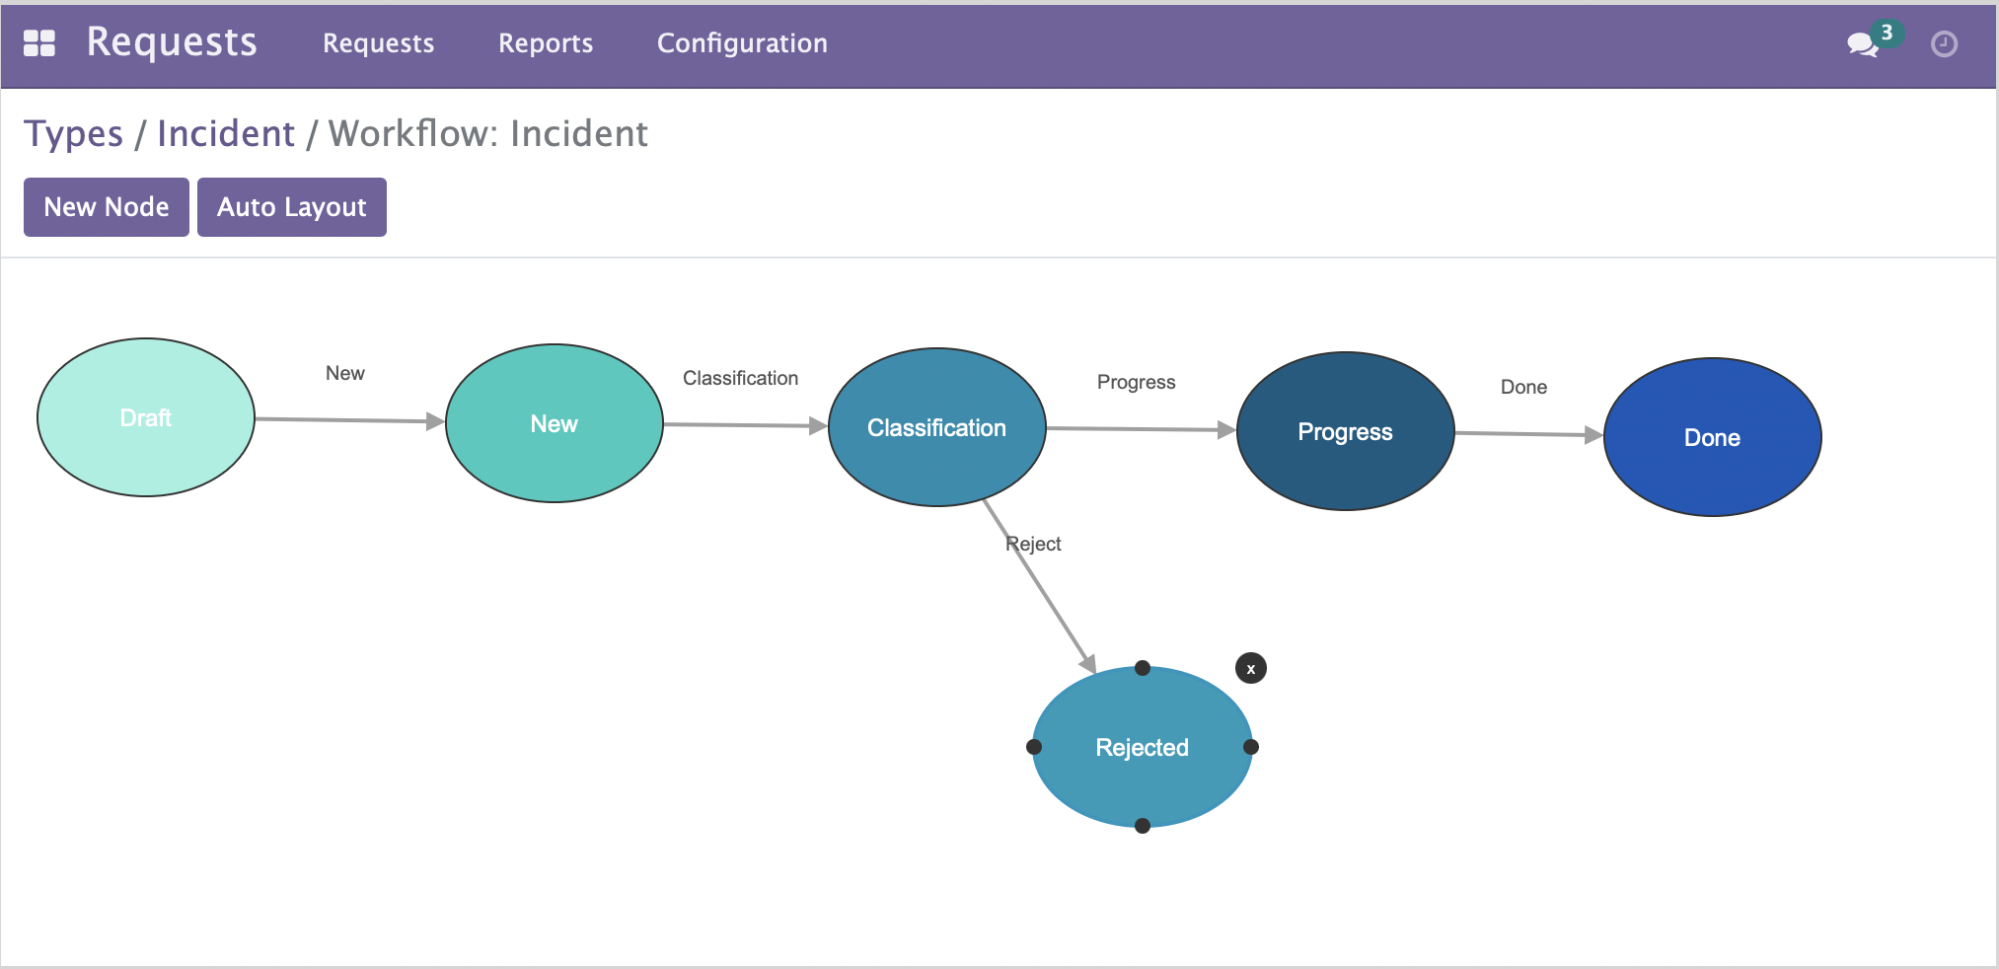 Requests Requests Reports Configuration 3
Types / Incident / Workflow: Incident
New Node Auto Layout
New Classification Progress Done
Draft New Classification Progress Done
Reject
x
Rejected